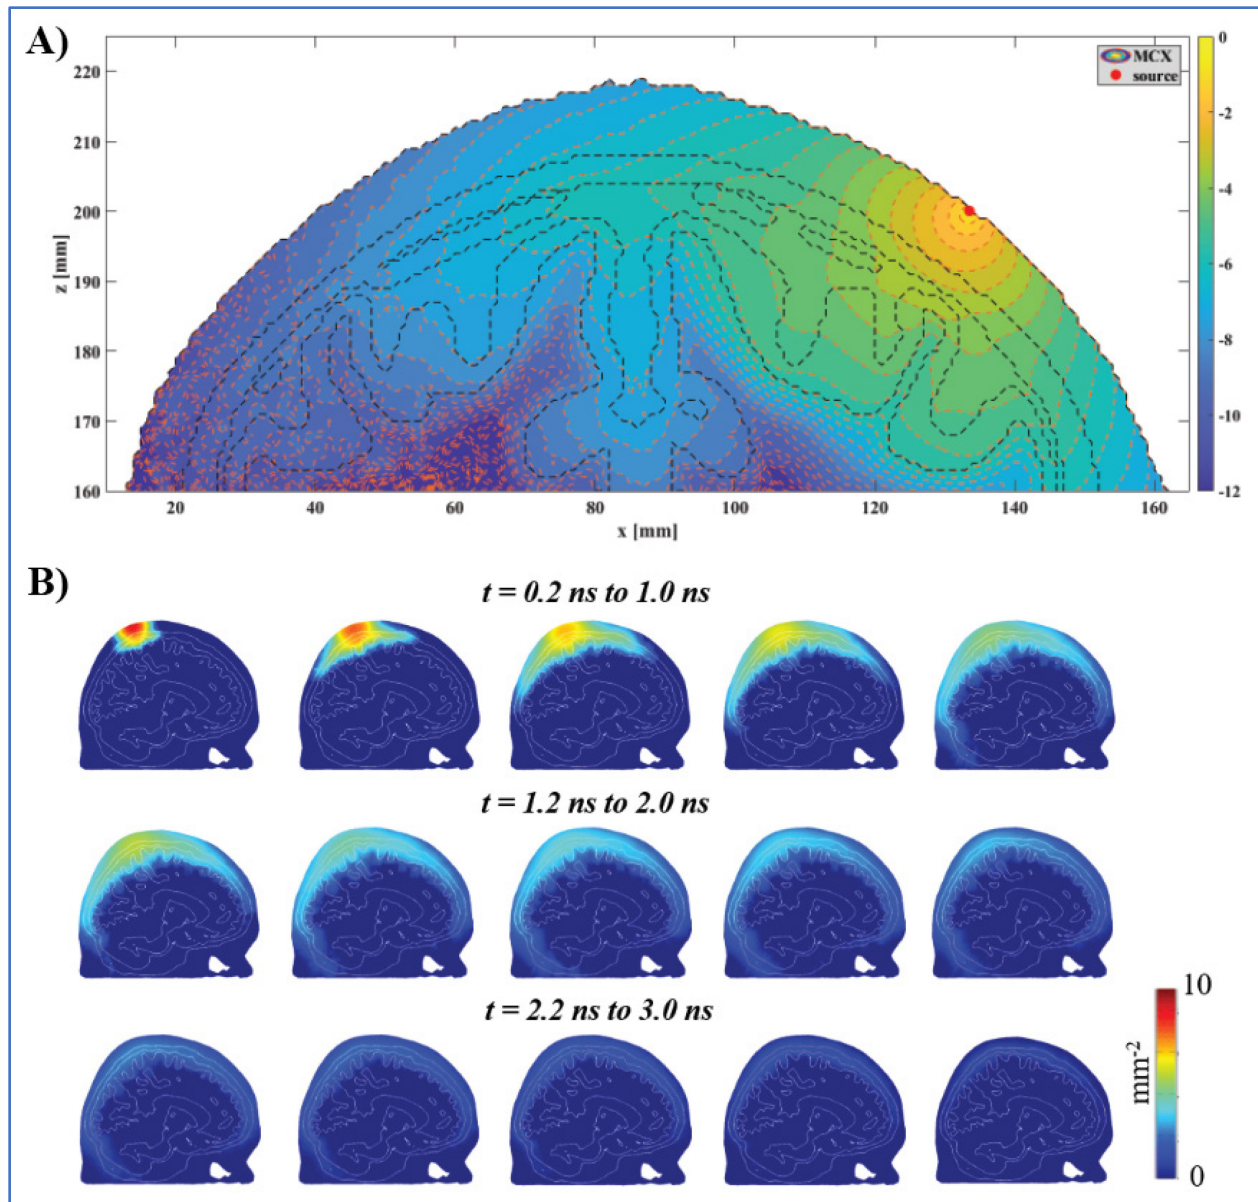 A)
220
210
200
190
180
170
160
z [mm]
20 40 60 80 100 120 140 160
x [mm]
MCX
source
0
-2
-4
-6
-8
-10
-12
B)
t = 0.2 ns to 1.0 ns
t = 1.2 ns to 2.0 ns
t = 2.2 ns to 3.0 ns
10
mm-2
0